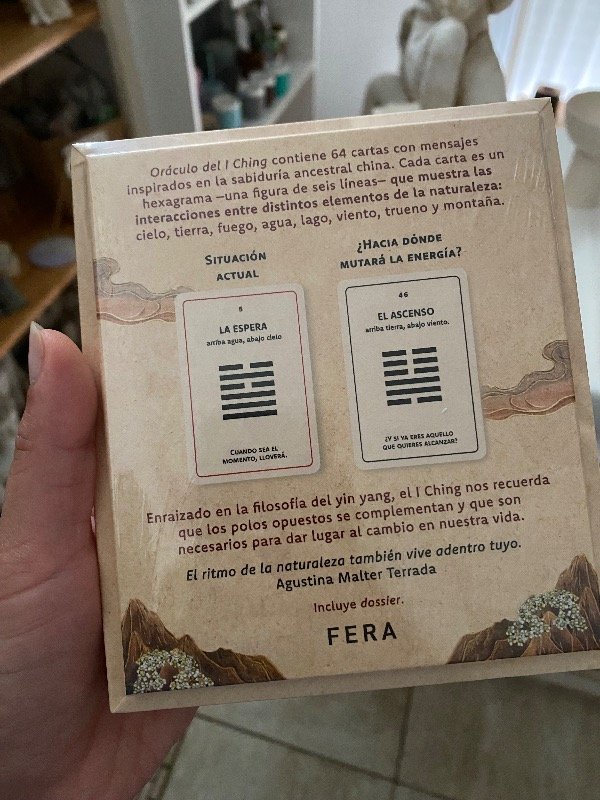 Oráculo del I Ching contiene 64 cartas con mensajes
inspirados en la sabiduría ancestral china. Cada carta es un
hexagrama —una figura de seis líneas— que muestra las
interacciones entre distintos elementos de la naturaleza:
cielo, tierra, fuego, agua, lago, viento, trueno y montaña.
SITUACIÓN
ACTUAL
5
LA ESPERA
arriba agua, abajo cielo
CUANDO SEA EL
MOMENTO, LLOVERÁ.
¿HACIA DÓNDE
MUTARÁ LA ENERGÍA?
46
EL ASCENSO
arriba tierra, abajo viento.
¿Y SI YA ERES AQUELLO
QUE QUIERES ALCANZAR?
Enraizado en la filosofía del yin yang, el I Ching nos recuerda
que los polos opuestos se complementan y que son
necesarios para dar lugar al cambio en nuestra vida.
El ritmo de la naturaleza también vive adentro tuyo.
Agustina Malter Terrada
Incluye dossier.
FERA